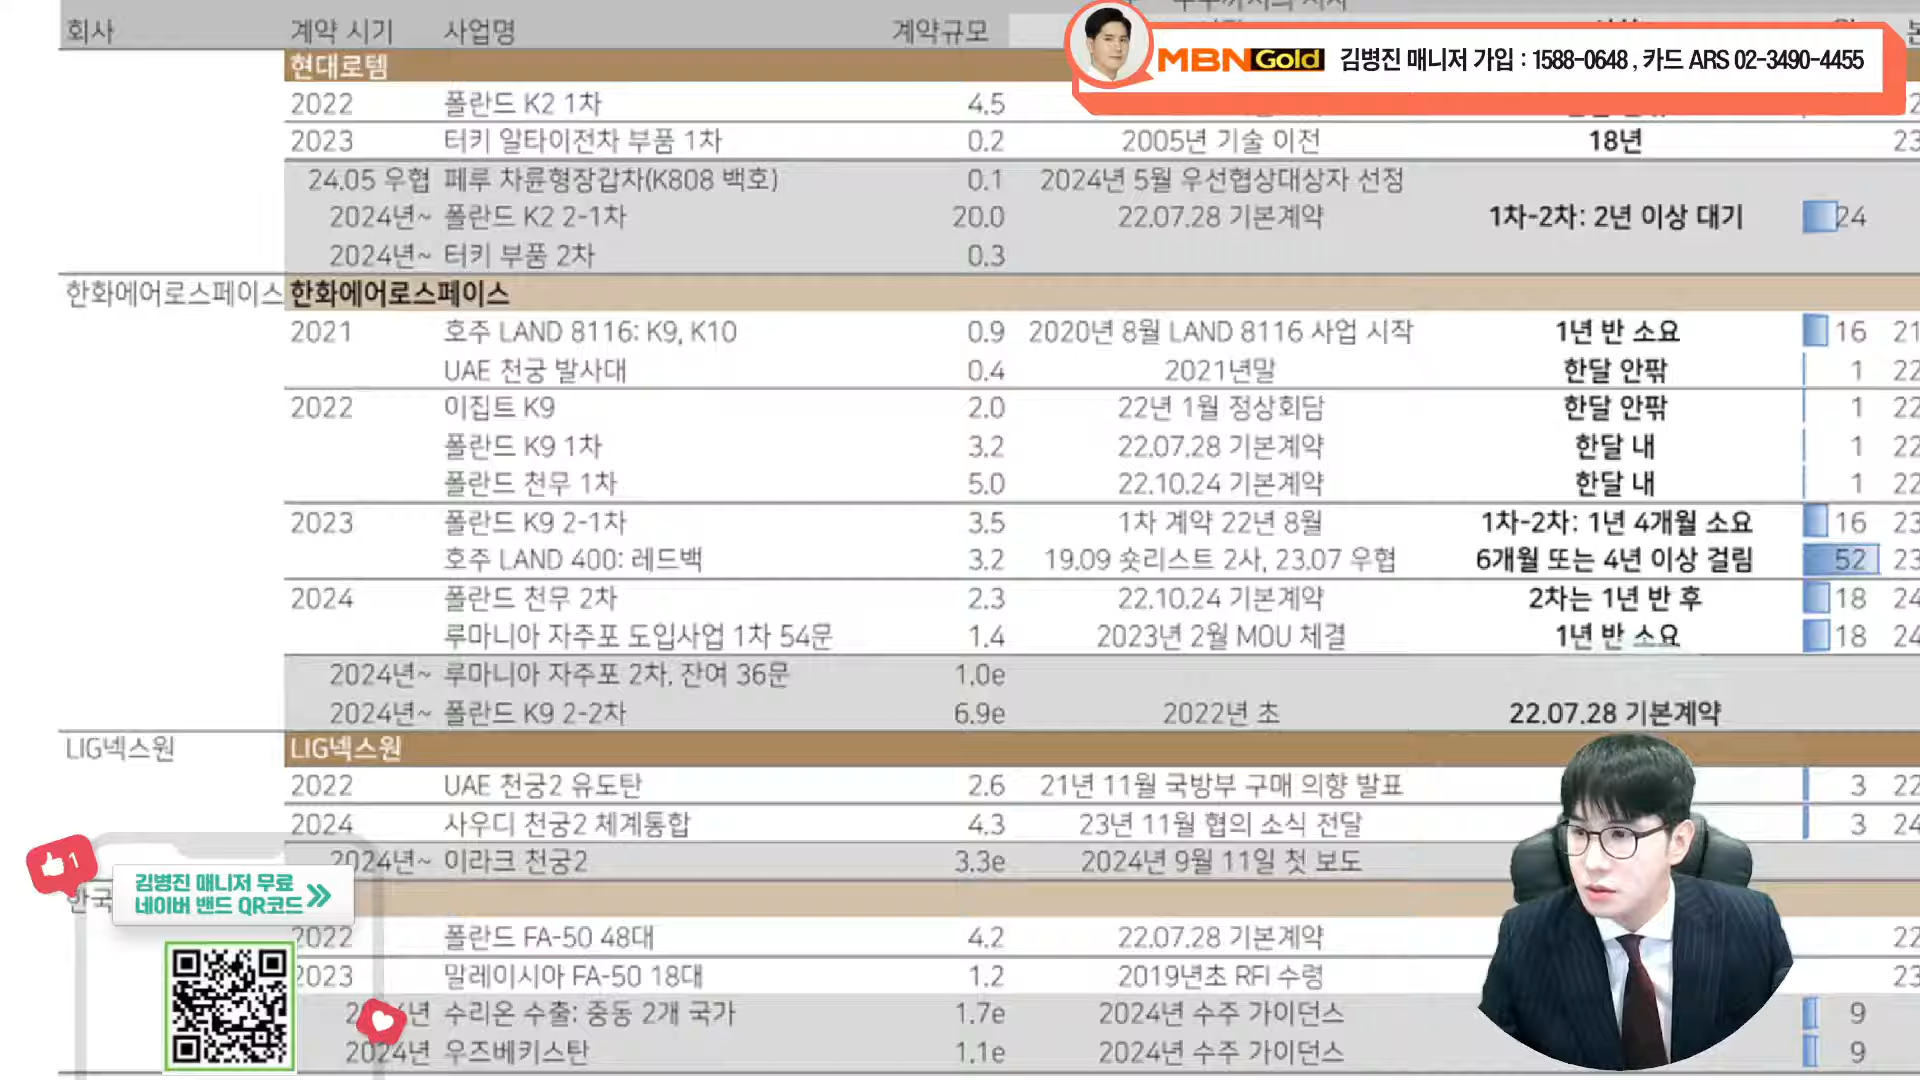 회사 계약 시기 사업명 계약규모
MBN Gold 김병진 매니저 가입 : 1588-0648 , 카드 ARS 02-3490-4455
현대로템
2022 폴란드 K2 1차 4.5
2023 터키 알타이전차 부품 1차 0.2 2005년 기술 이전 18년 23
24.05 우협 페루 차륜형장갑차(K808 백호) 0.1 2024년 5월 우선협상대상자 선정
2024년~ 폴란드 K2 2-1차 20.0 22.07.28 기본계약 1차-2차: 2년 이상 대기 24
2024년~ 터키 부품 2차 0.3
한화에어로스페이스 한화에어로스페이스
2021 호주 LAND 8116: K9, K10 0.9 2020년 8월 LAND 8116 사업 시작 1년 반 소요 16 21
UAE 천궁 발사대 0.4 2021년말 한달 안팎 1 22
2022 이집트 K9 2.0 22년 1월 정상회담 한달 안팎 1 22
폴란드 K9 1차 3.2 22.07.28 기본계약 한달 내 1 22
폴란드 천무 1차 5.0 22.10.24 기본계약 한달 내 1 22
2023 폴란드 K9 2-1차 3.5 1차 계약 22년 8월 1차-2차: 1년 4개월 소요 16 23
호주 LAND 400: 레드백 3.2 19.09 숏리스트 2사, 23.07 우협 6개월 또는 4년 이상 걸림 52 23
2024 폴란드 천무 2차 2.3 22.10.24 기본계약 2차는 1년 반 후 18 24
루마니아 자주포 도입사업 1차 54문 1.4 2023년 2월 MOU 체결 1년 반 소요 18 24
2024년~ 루마니아 자주포 2차, 잔여 36문 1.0e
2024년~ 폴란드 K9 2-2차 6.9e 2022년 초 22.07.28 기본계약
LIG넥스원 LIG넥스원
2022 UAE 천궁2 유도탄 2.6 21년 11월 국방부 구매 의향 발표 3 22
2024 사우디 천궁2 체계통합 4.3 23년 11월 협의 소식 전달 3 24
2024년~ 이라크 천궁2 3.3e 2024년 9월 11일 첫 보도
1
김병진 매니저 무료
네이버 밴드 QR코드
한국
2022 폴란드 FA-50 48대 4.2 22.07.28 기본계약 22
2023 말레이시아 FA-50 18대 1.2 2019년초 RFI 수령 23
년 수리온 수출: 중동 2개 국가 1.7e 2024년 수주 가이던스 9
2024년 우즈베키스탄 1.1e 2024년 수주 가이던스 9